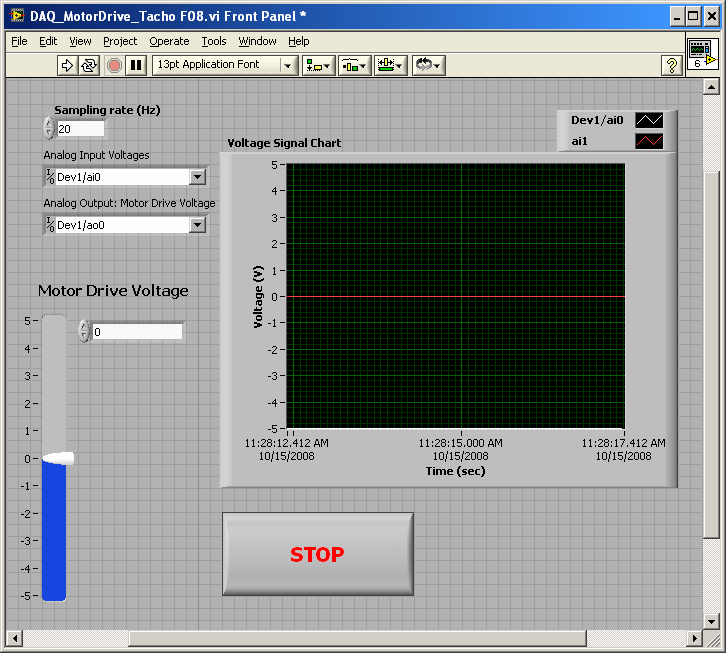 DAQ_MotorDrive_Tacho F08.vi Front Panel *
File Edit View Project Operate Tools Window Help
13pt Application Font
?
6
Sampling rate (Hz)
20
Analog Input Voltages
I/O Dev1/ai0
Analog Output: Motor Drive Voltage
I/O Dev1/ao0
Motor Drive Voltage
0
5
4
3
2
1
0
-1
-2
-3
-4
-5
Dev1/ai0
ai1
Voltage Signal Chart
Voltage (V)
5
4
3
2
1
0
-1
-2
-3
-4
-5
11:28:12.412 AM 11:28:15.000 AM 11:28:17.412 AM
10/15/2008 10/15/2008 10/15/2008
Time (sec)
STOP